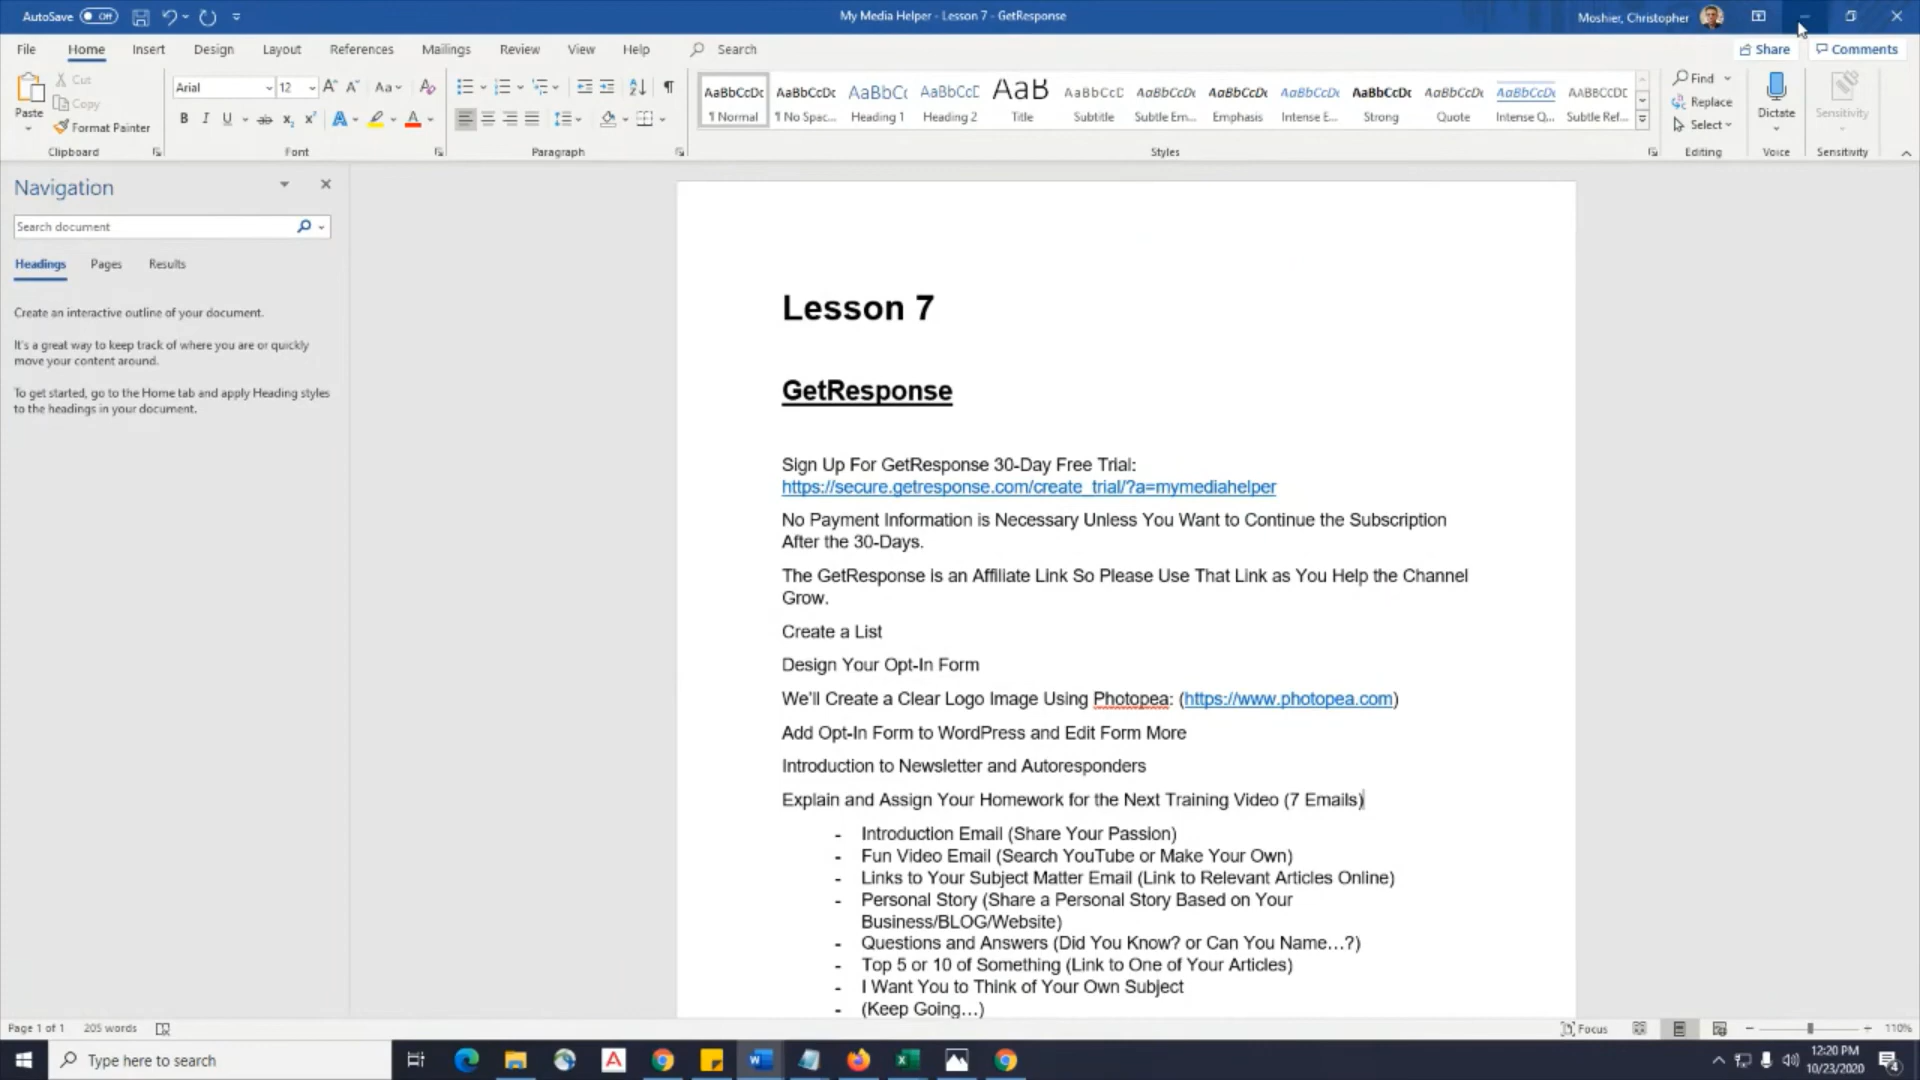 AutoSave Off
My Media Helper - Lesson 7 - GetResponse
Moshier, Christopher
File Home Insert Design Layout References Mailings Review View Help Search
Share Comments
Paste
Cut
Copy
Format Painter
Clipboard
Arial 12
Font
Paragraph
AaBbCcDc AaBbCcDc AaBbCc AaBbCcD AaB AaBbCcD AaBbCcDc AaBbCcDc AaBbCcDc AaBbCcDc AaBbCcDc AaBbCcDc AABBCCDC
¶ Normal ¶ No Spac... Heading 1 Heading 2 Title Subtitle Subtle Em... Emphasis Intense E... Strong Quote Intense Q... Subtle Ref...
Styles
Find
Replace
Select
Editing
Dictate
Voice
Sensitivity
Sensitivity
Navigation
Search document
Headings Pages Results
Create an interactive outline of your document.
It's a great way to keep track of where you are or quickly
move your content around.
To get started, go to the Home tab and apply Heading styles
to the headings in your document.
Lesson 7
GetResponse
Sign Up For GetResponse 30-Day Free Trial:
https://secure.getresponse.com/create_trial/?a=mymediahelper
No Payment Information is Necessary Unless You Want to Continue the Subscription
After the 30-Days.
The GetResponse is an Affiliate Link So Please Use That Link as You Help the Channel
Grow.
Create a List
Design Your Opt-In Form
We'll Create a Clear Logo Image Using Photopea: (https://www.photopea.com)
Add Opt-In Form to WordPress and Edit Form More
Introduction to Newsletter and Autoresponders
Explain and Assign Your Homework for the Next Training Video (7 Emails)
- Introduction Email (Share Your Passion)
- Fun Video Email (Search YouTube or Make Your Own)
- Links to Your Subject Matter Email (Link to Relevant Articles Online)
- Personal Story (Share a Personal Story Based on Your
Business/BLOG/Website)
- Questions and Answers (Did You Know? or Can You Name…?)
- Top 5 or 10 of Something (Link to One of Your Articles)
- I Want You to Think of Your Own Subject
- (Keep Going…)
Page 1 of 1 205 words
Focus
110%
Type here to search
12:20 PM
10/23/2020
4